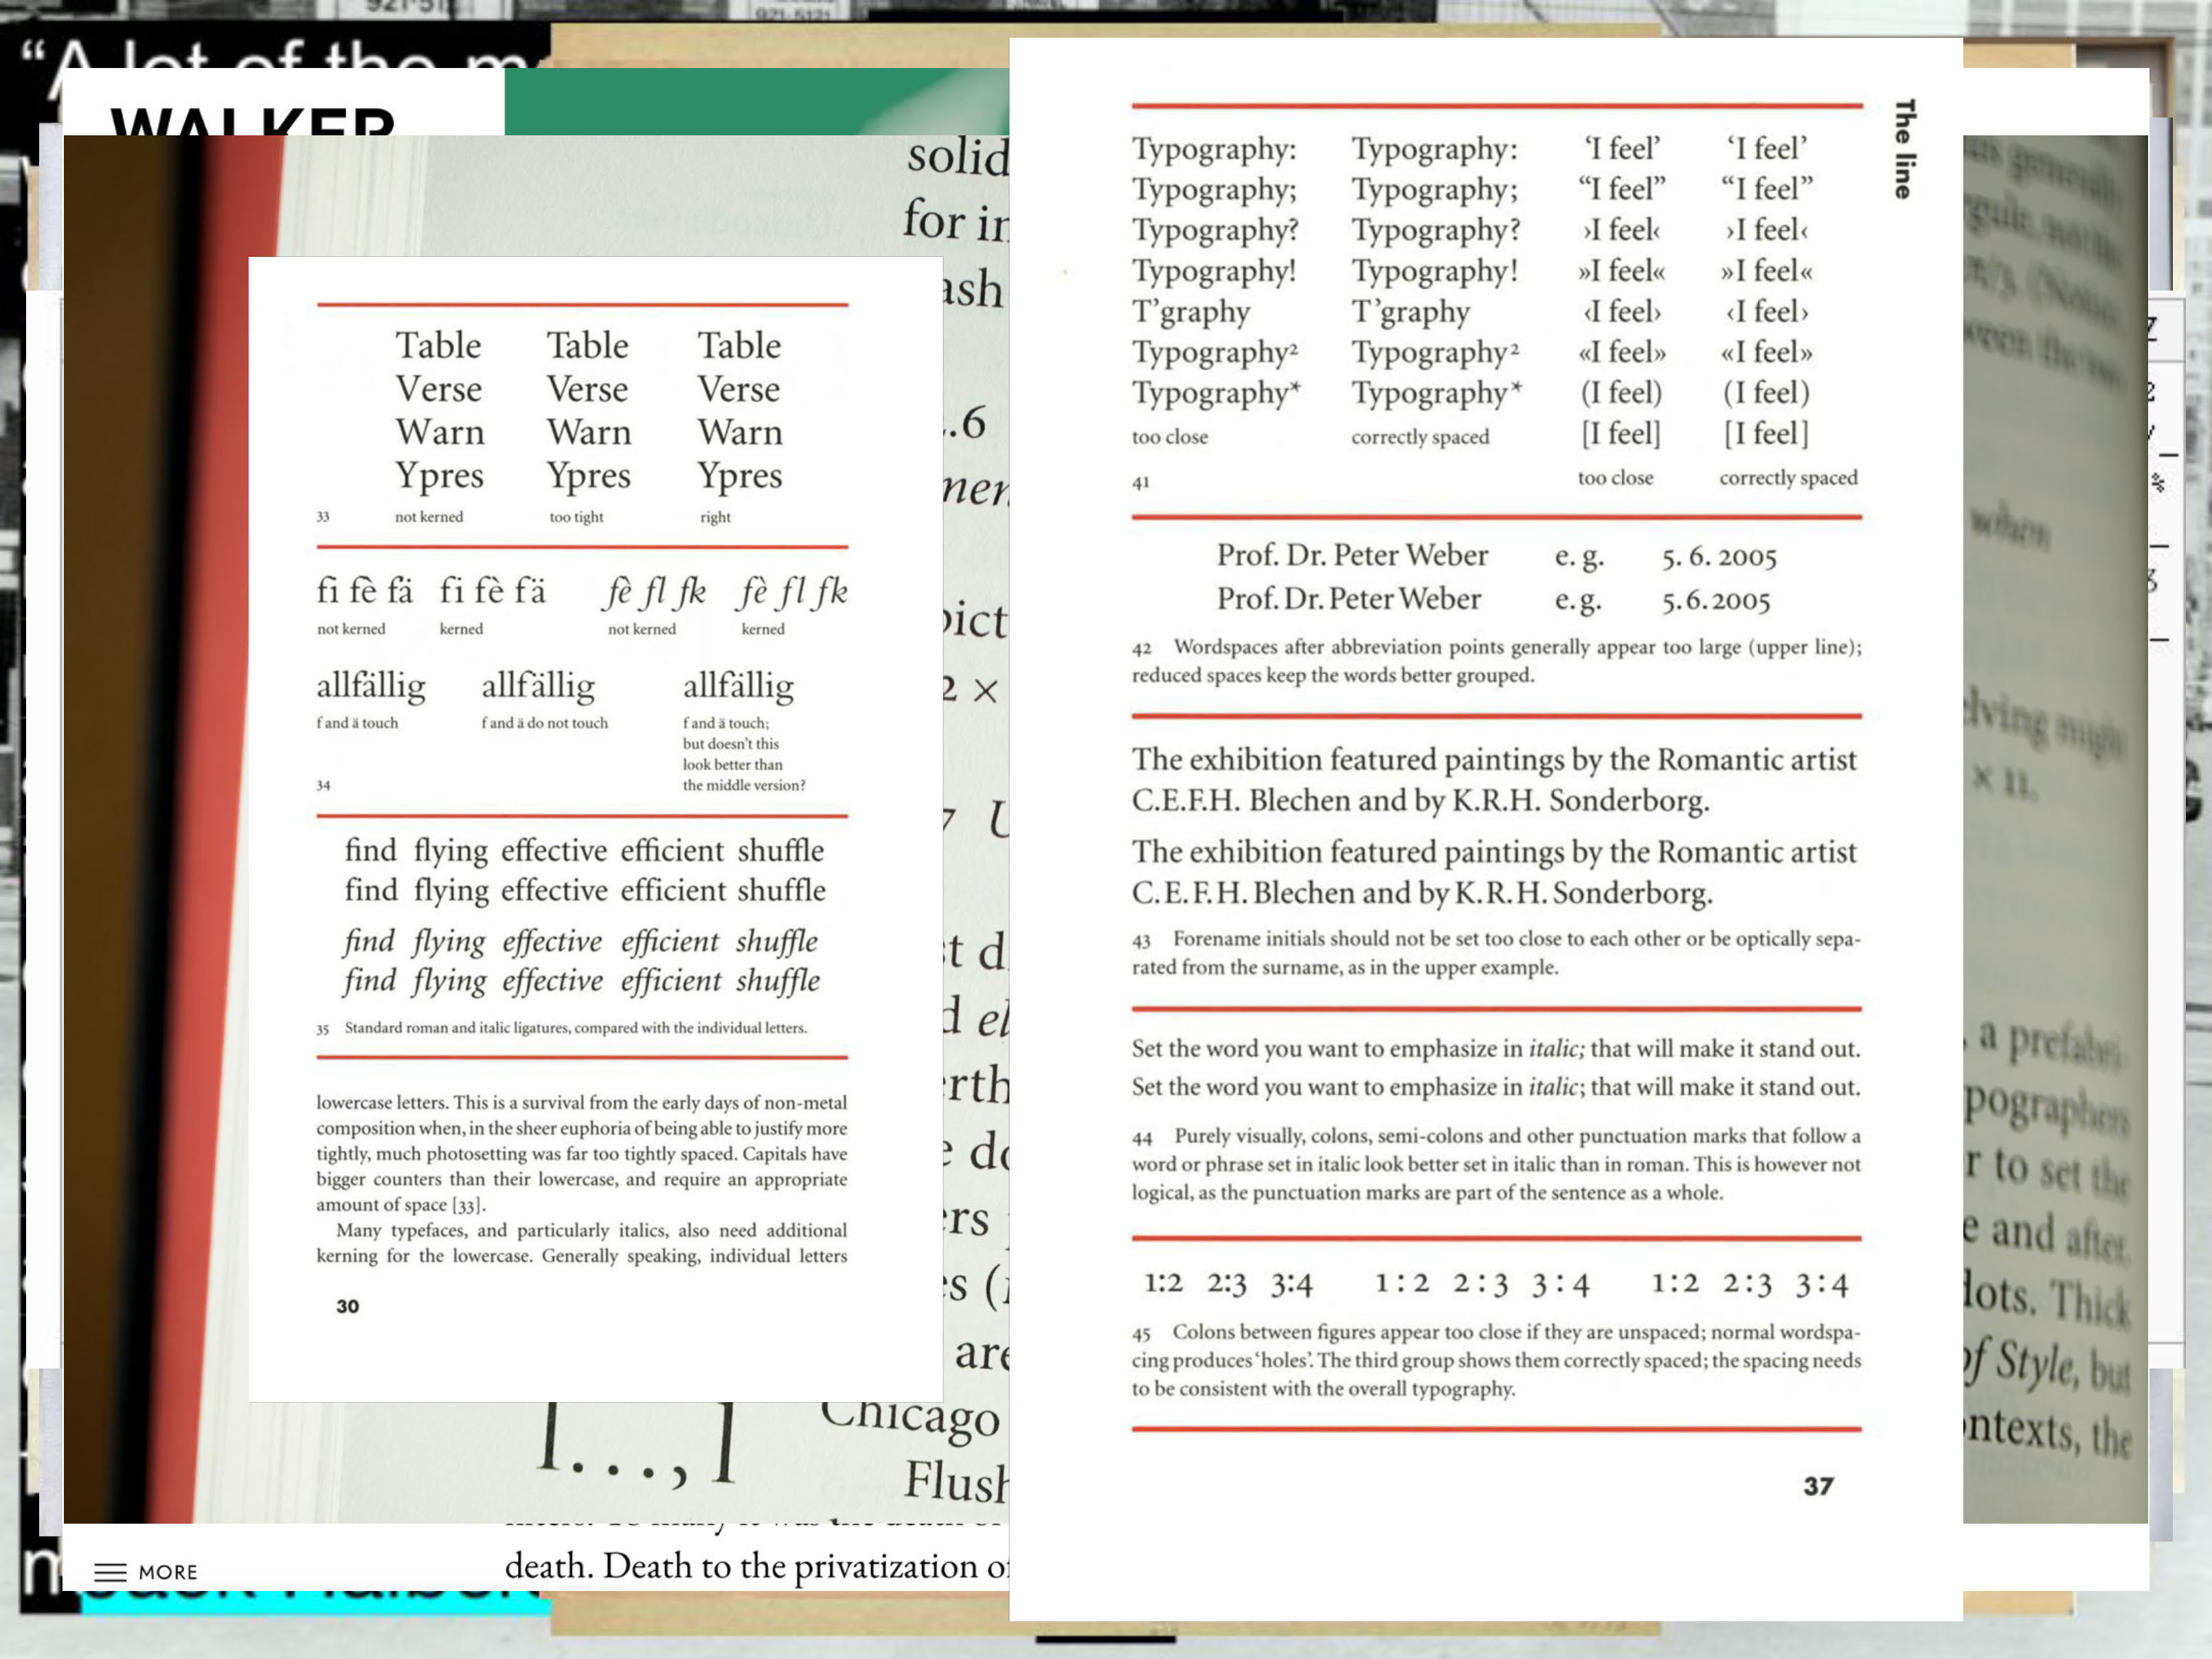 921-5121
“A lot of the m
WALKER
solid
for in
ash
.6
ner
pict
2 ×
7 U
t d
d el
rth
e do
rs
s (
are
[...,]
Chicago
Flush
death. Death to the privatization o
MORE
Table Table Table
Verse Verse Verse
Warn Warn Warn
Ypres Ypres Ypres
33 not kerned too tight right
fi fè fä fi fè fä fè fl fk fè fl fk
not kerned kerned not kerned kerned
allfällig allfällig allfällig
f and ä touch f and ä do not touch f and ä touch;
but doesn’t this
look better than
34 the middle version?
find flying effective efficient shuffle
find flying effective efficient shuffle
find flying effective efficient shuffle
find flying effective efficient shuffle
35 Standard roman and italic ligatures, compared with the individual letters.
lowercase letters. This is a survival from the early days of non-metal
composition when, in the sheer euphoria of being able to justify more
tightly, much photosetting was far too tightly spaced. Capitals have
bigger counters than their lowercase, and require an appropriate
amount of space [33].
Many typefaces, and particularly italics, also need additional
kerning for the lowercase. Generally speaking, individual letters
30
The line
Typography: Typography: ‘I feel’ ‘I feel’
Typography; Typography; “I feel” “I feel”
Typography? Typography? ›I feel‹ ›I feel‹
Typography! Typography! »I feel« »I feel«
T’graphy T’graphy ‹I feel› ‹I feel›
Typography² Typography² «I feel» «I feel»
Typography* Typography* (I feel) (I feel)
too close correctly spaced [I feel] [I feel]
41 too close correctly spaced
Prof. Dr. Peter Weber e. g. 5. 6. 2005
Prof. Dr. Peter Weber e. g. 5. 6. 2005
42 Wordspaces after abbreviation points generally appear too large (upper line);
reduced spaces keep the words better grouped.
The exhibition featured paintings by the Romantic artist
C.E.F.H. Blechen and by K.R.H. Sonderborg.
The exhibition featured paintings by the Romantic artist
C. E. F. H. Blechen and by K. R. H. Sonderborg.
43 Forename initials should not be set too close to each other or be optically sepa-
rated from the surname, as in the upper example.
Set the word you want to emphasize in italic; that will make it stand out.
Set the word you want to emphasize in italic; that will make it stand out.
44 Purely visually, colons, semi-colons and other punctuation marks that follow a
word or phrase set in italic look better set in italic than in roman. This is however not
logical, as the punctuation marks are part of the sentence as a whole.
1:2 2:3 3:4 1 : 2 2 : 3 3 : 4 1:2 2:3 3:4
45 Colons between figures appear too close if they are unspaced; normal wordspa-
cing produces ‘holes’. The third group shows them correctly spaced; the spacing needs
to be consistent with the overall typography.
37
when
× 11.
a prefabri
pographers
r to set the
e and after.
dots. Thick
of Style, but
ontexts, the